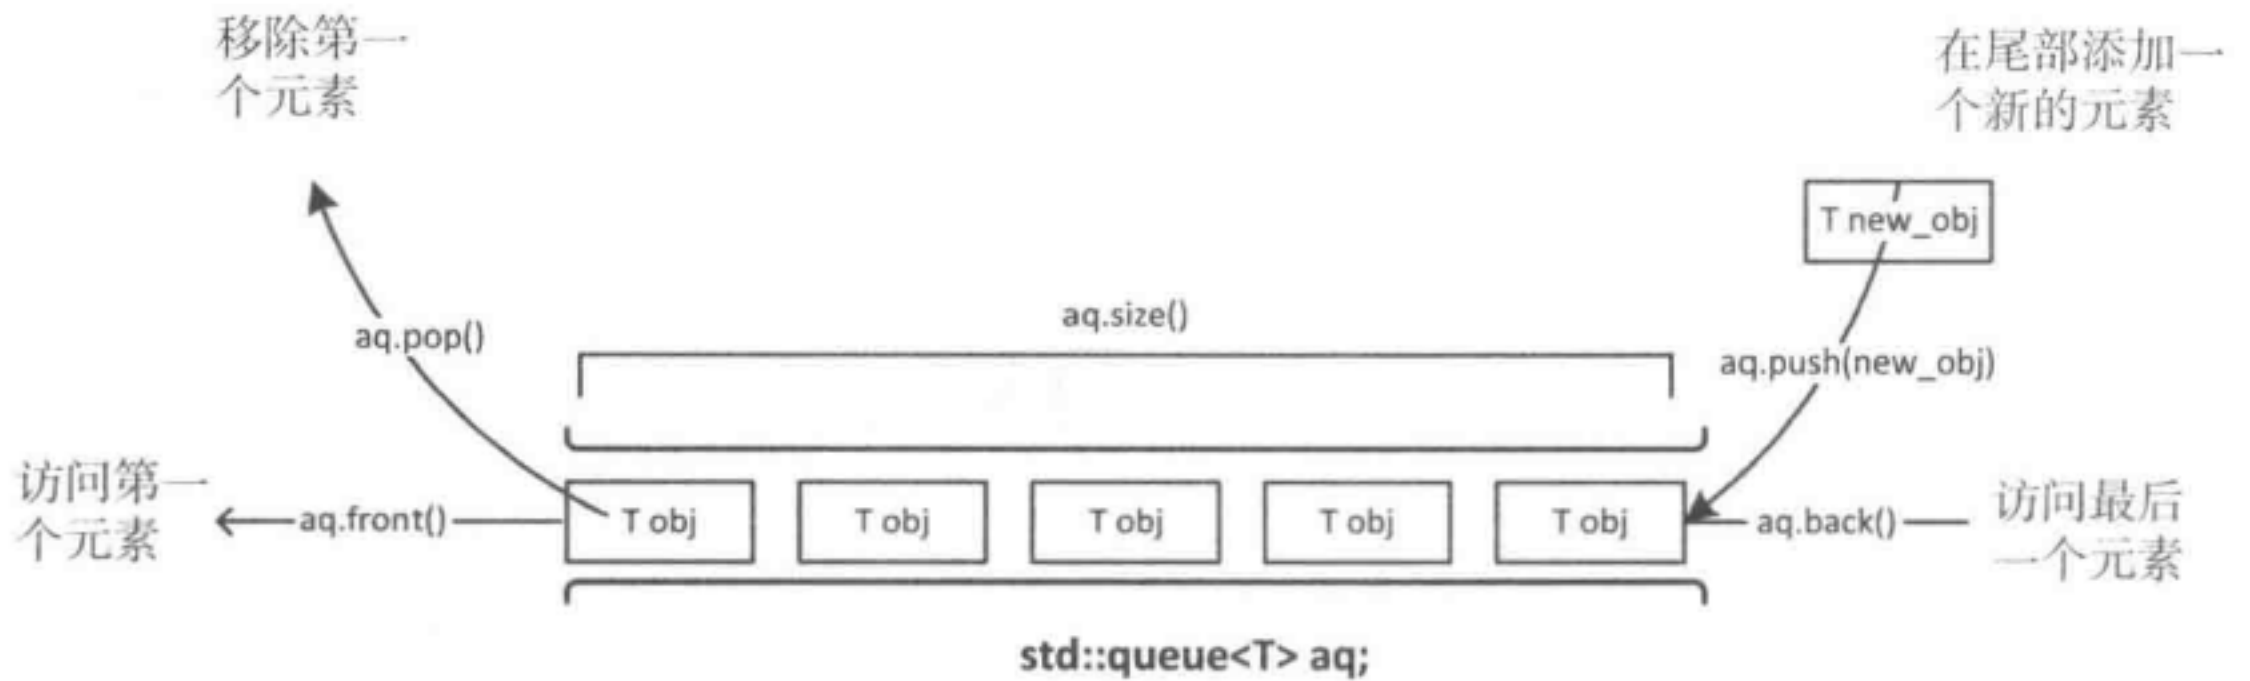 移除第一
个元素
在尾部添加一
个新的元素
T new_obj
aq.size()
aq.pop()
aq.push(new_obj)
访问第一
个元素
aq.front()
T obj
T obj
T obj
T obj
T obj
aq.back()
访问最后
一个元素
std::queue<T> aq;